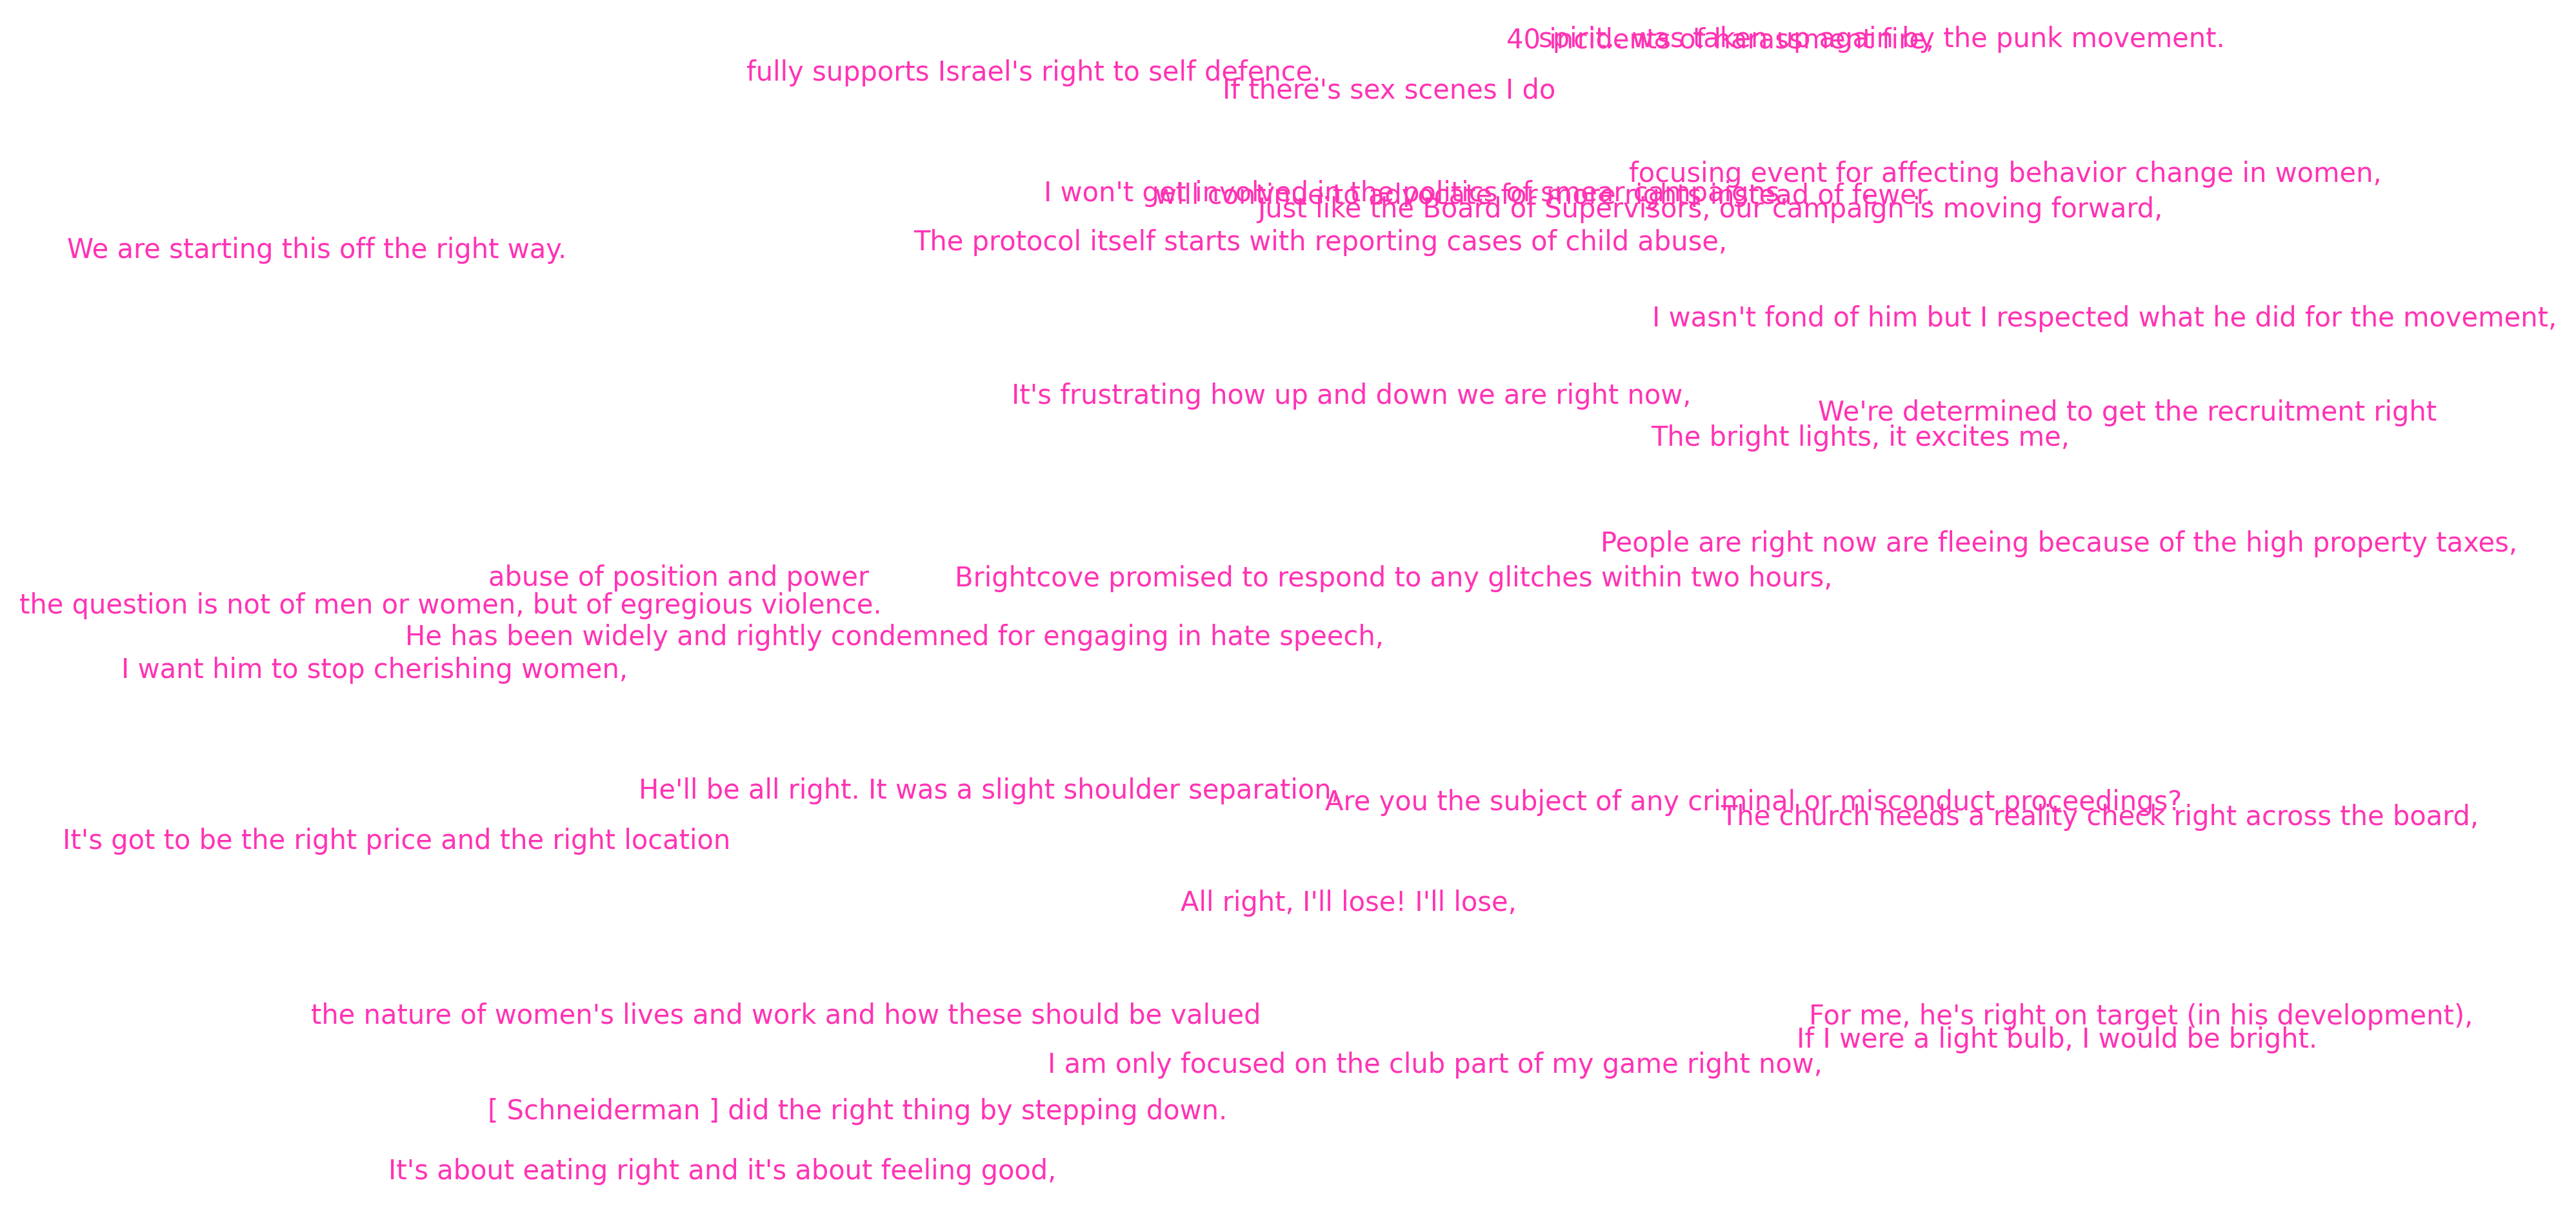 spirit.. was taken up again by the punk movement.
40 incidents of harassment fire,
fully supports Israel's right to self defence.
If there's sex scenes I do
focusing event for affecting behavior change in women,
I won't get involved in the politics of smear campaigns.
will continue to advocate for more rights instead of fewer.
Just like the Board of Supervisors, our campaign is moving forward,
The protocol itself starts with reporting cases of child abuse,
We are starting this off the right way.
I wasn't fond of him but I respected what he did for the movement,
It's frustrating how up and down we are right now,
We're determined to get the recruitment right
The bright lights, it excites me,
People are right now are fleeing because of the high property taxes,
abuse of position and power
Brightcove promised to respond to any glitches within two hours,
the question is not of men or women, but of egregious violence.
He has been widely and rightly condemned for engaging in hate speech,
I want him to stop cherishing women,
He'll be all right. It was a slight shoulder separation.
Are you the subject of any criminal or misconduct proceedings?
The church needs a reality check right across the board,
It's got to be the right price and the right location
All right, I'll lose! I'll lose,
the nature of women's lives and work and how these should be valued
For me, he's right on target (in his development),
If I were a light bulb, I would be bright.
I am only focused on the club part of my game right now,
[ Schneiderman ] did the right thing by stepping down.
It's about eating right and it's about feeling good,